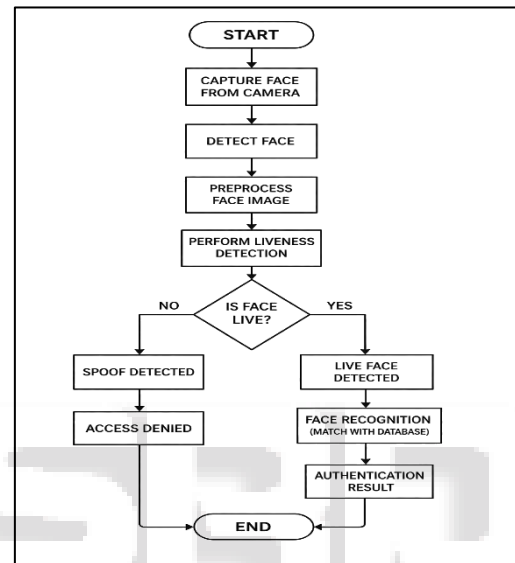 START
CAPTURE FACE
FROM CAMERA
DETECT FACE
PREPROCESS
FACE IMAGE
PERFORM LIVENESS
DETECTION
IS FACE
LIVE?
NO
YES
SPOOF DETECTED
ACCESS DENIED
LIVE FACE
DETECTED
FACE RECOGNITION
(MATCH WITH DATABASE)
AUTHENTICATION
RESULT
END